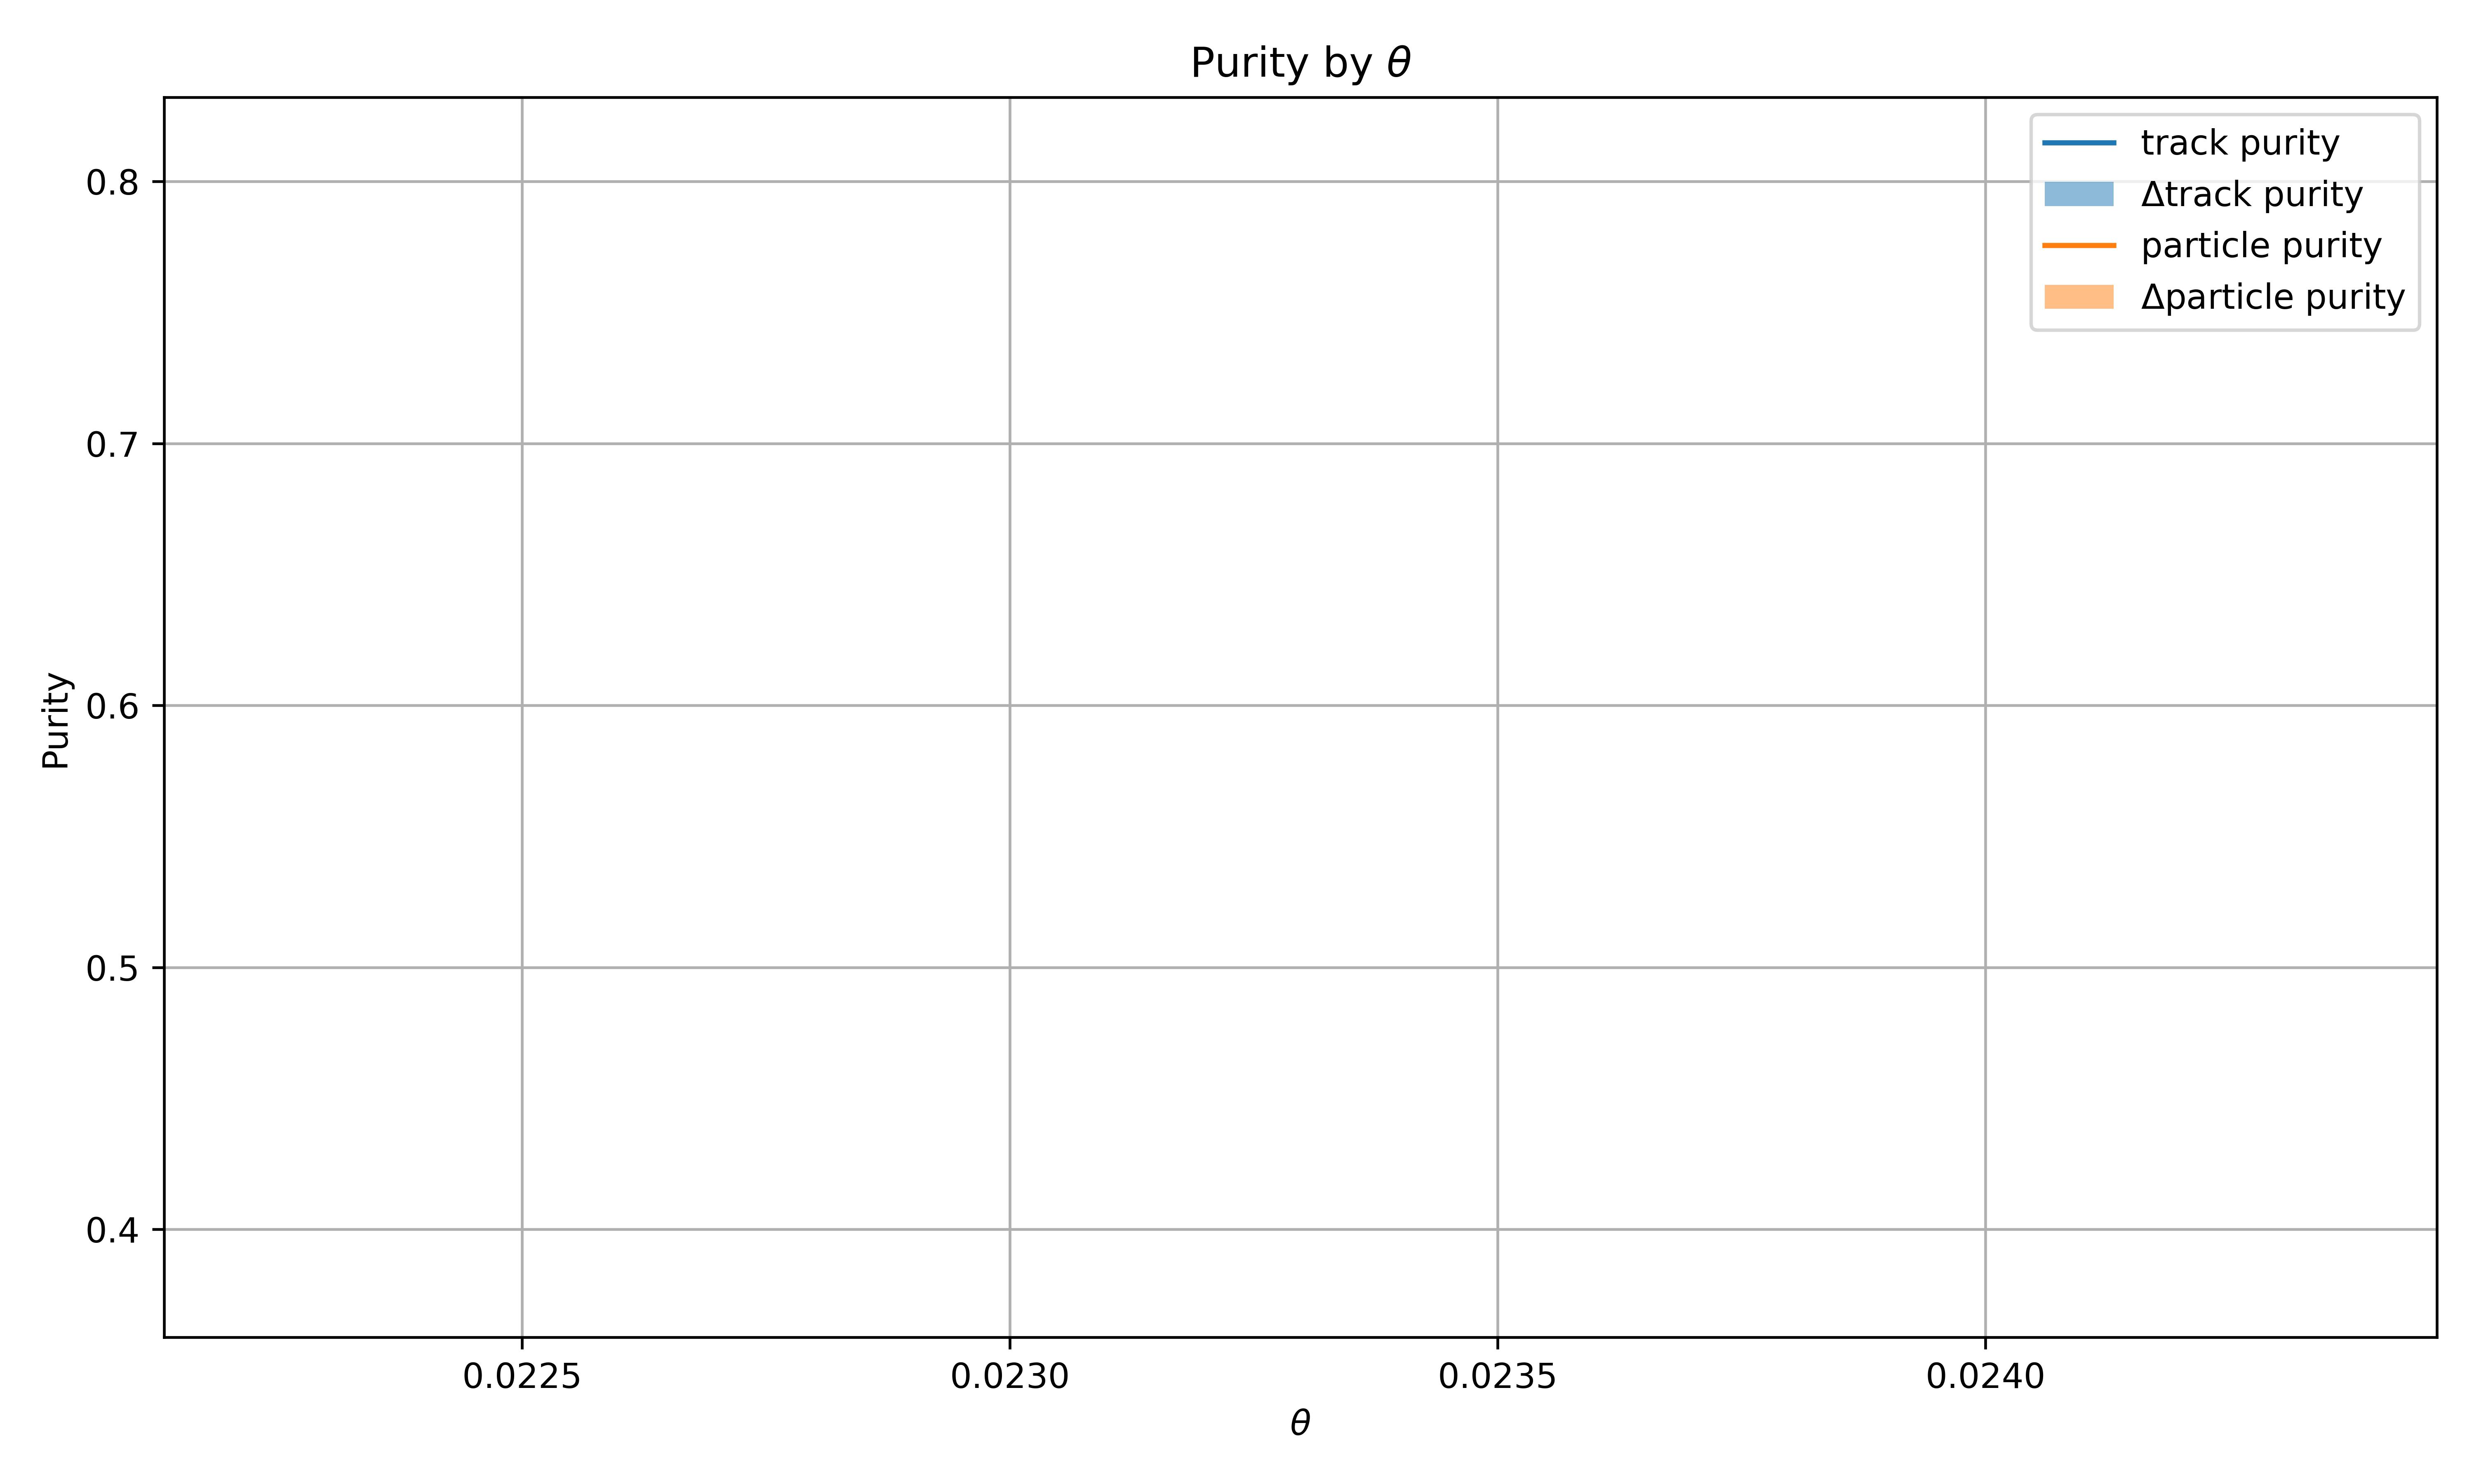 Purity by θ
track purity
Δtrack purity
particle purity
Δparticle purity
0.8
0.7
0.6
0.5
0.4
Purity
0.0225 0.0230 0.0235 0.0240
θ